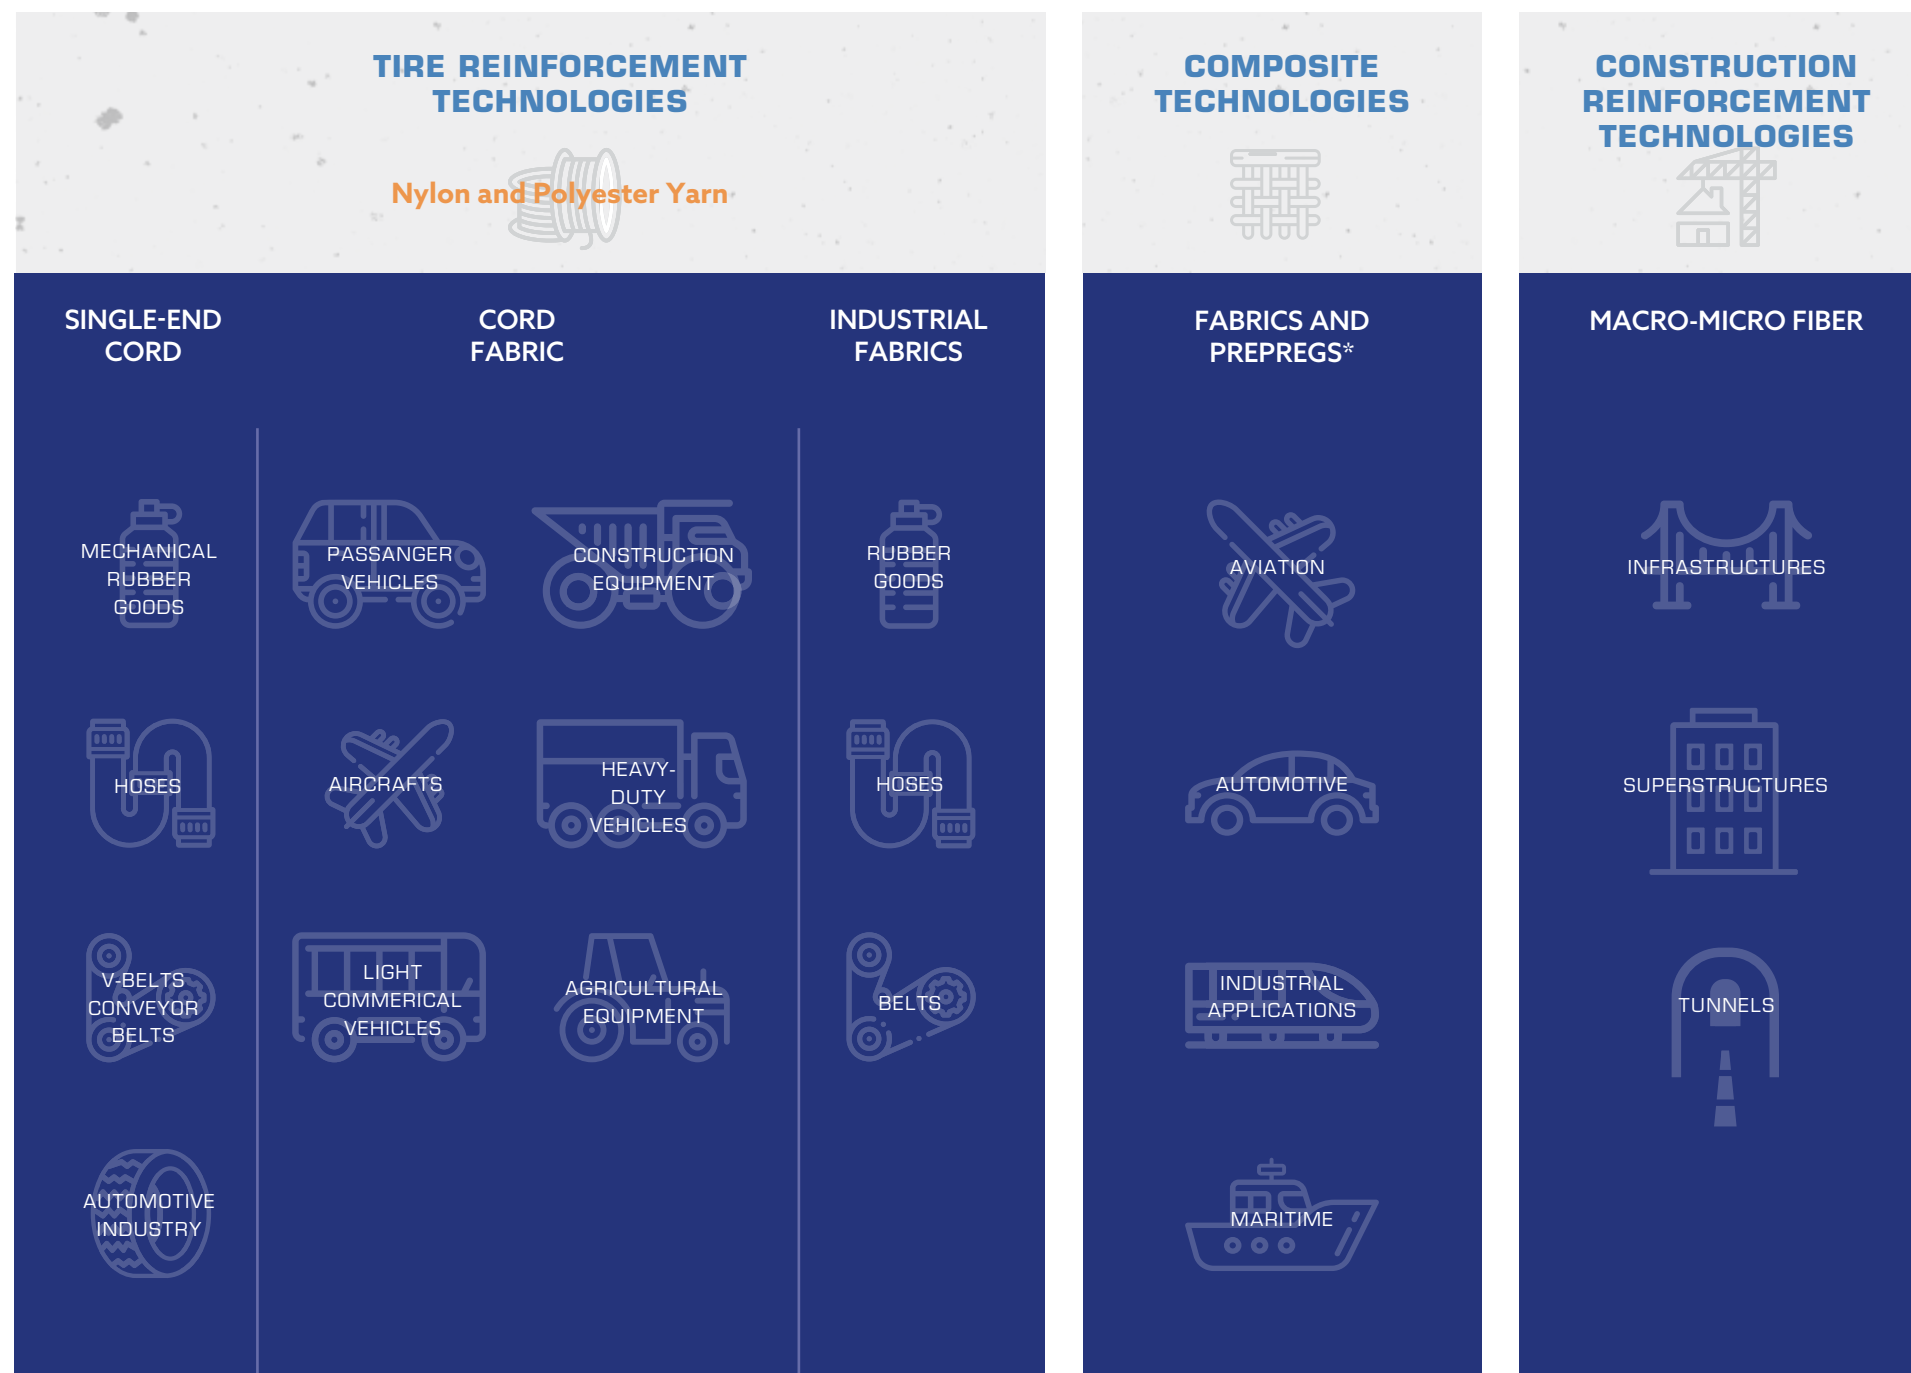 TIRE REINFORCEMENT
TECHNOLOGIES
Nylon and Polyester Yarn
SINGLE-END
CORD
MECHANICAL
RUBBER
GOODS
HOSES
V-BELTS
CONVEYOR
BELTS
AUTOMOTIVE
INDUSTRY
CORD
FABRIC
PASSANGER
VEHICLES
CONSTRUCTION
EQUIPMENT
AIRCRAFTS
HEAVY-
DUTY
VEHICLES
LIGHT
COMMERICAL
VEHICLES
AGRICULTURAL
EQUIPMENT
INDUSTRIAL
FABRICS
RUBBER
GOODS
HOSES
BELTS
COMPOSITE
TECHNOLOGIES
FABRICS AND
PREPREGS*
AVIATION
AUTOMOTIVE
INDUSTRIAL
APPLICATIONS
MARITIME
CONSTRUCTION
REINFORCEMENT
TECHNOLOGIES
MACRO-MICRO FIBER
INFRASTRUCTURES
SUPERSTRUCTURES
TUNNELS